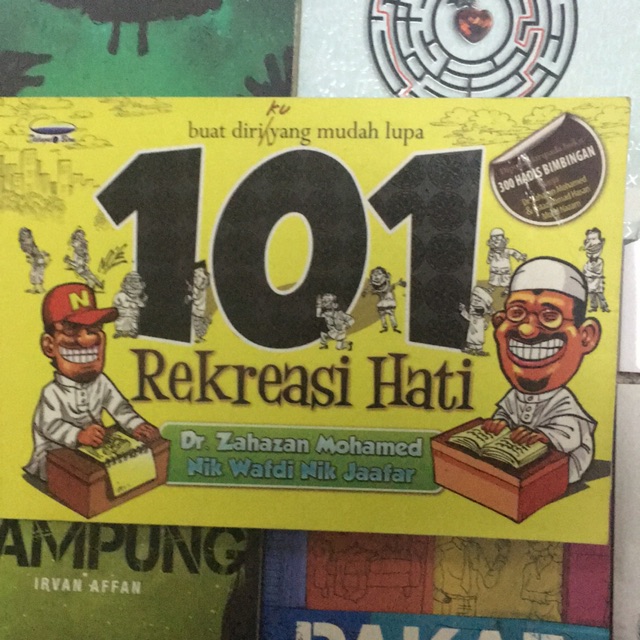 ku
buat diri yang mudah lupa
101
300 HADIS BIMBINGAN
Rekreasi Hati
N
Dr. Zahazan Mohamed
Nik Wafdi Nik Jaafar
AMPUNG
IRVAN AFFAN